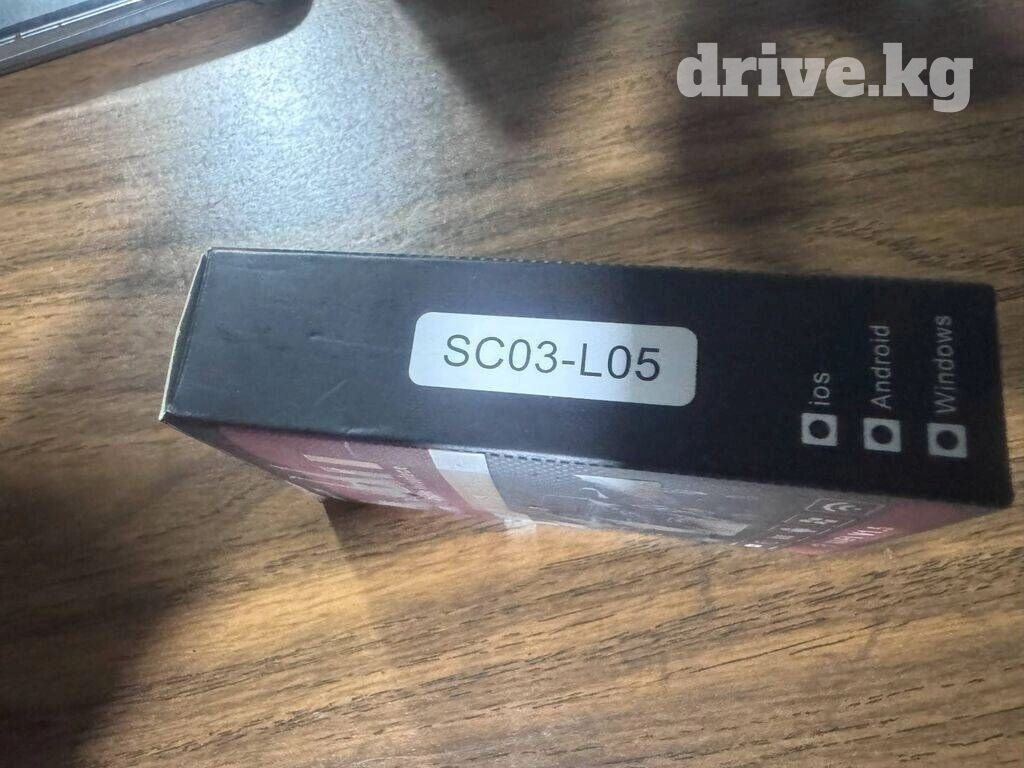 drive.kg
SC03-L05
ios
Android
Windows